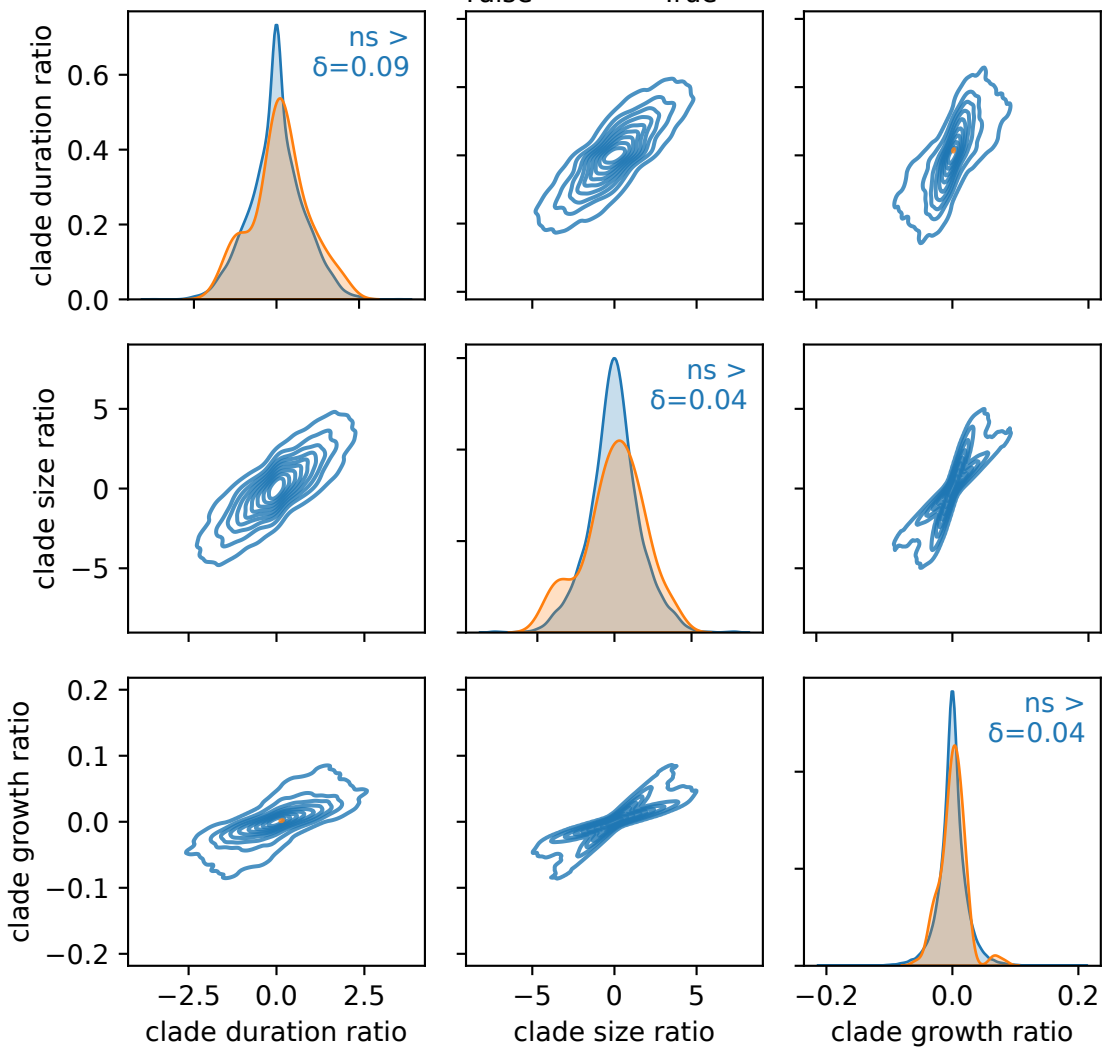 clade duration ratio
0.6
0.4
0.2
0.0
ns >
δ=0.09
clade size ratio
5
0
−5
ns >
δ=0.04
clade growth ratio
0.2
0.1
0.0
−0.1
−0.2
ns >
δ=0.04
−2.5 0.0 2.5
−5 0 5
−0.2 0.0 0.2
clade duration ratio
clade size ratio
clade growth ratio